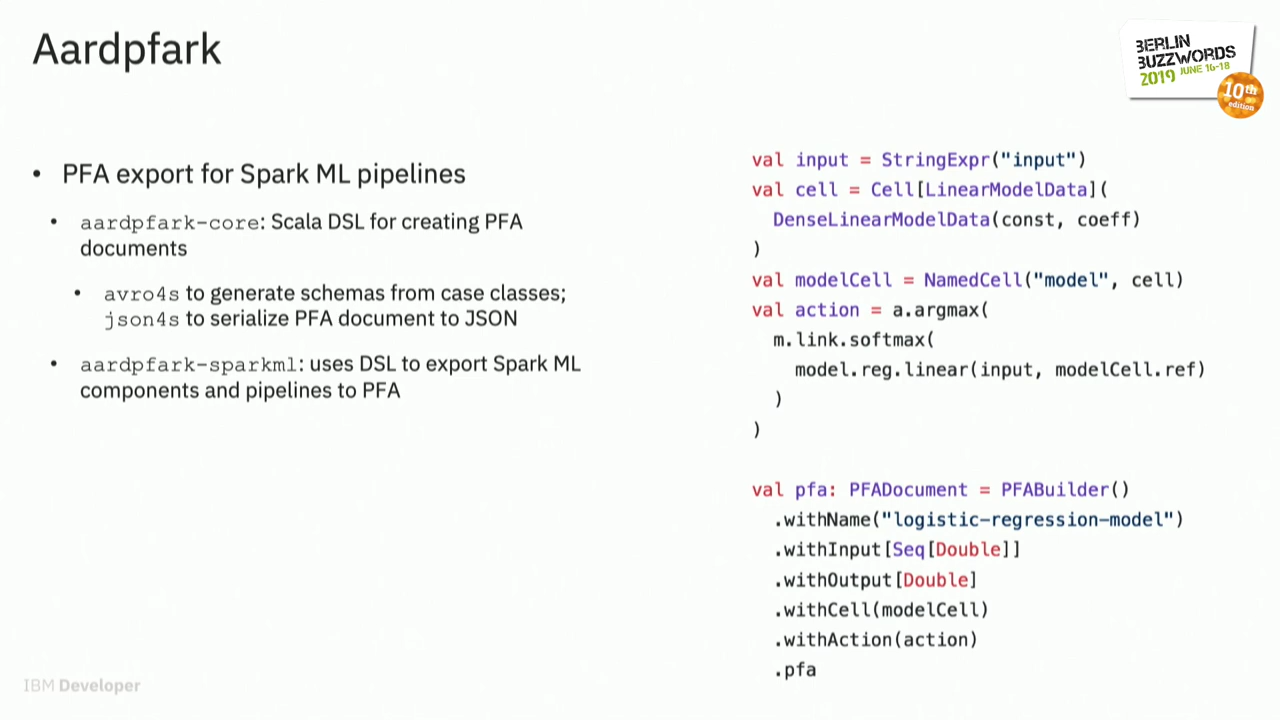 Aardpfark
BERLIN
BUZZWORDS
2019 JUNE 16-18
10th
edition
• PFA export for Spark ML pipelines
• aardpfark-core: Scala DSL for creating PFA
documents
• avro4s to generate schemas from case classes;
json4s to serialize PFA document to JSON
• aardpfark-sparkml: uses DSL to export Spark ML
components and pipelines to PFA
val input = StringExpr("input")
val cell = Cell[LinearModelData](
  DenseLinearModelData(const, coeff)
)
val modelCell = NamedCell("model", cell)
val action = a.argmax(
  m.link.softmax(
    model.reg.linear(input, modelCell.ref)
  )
)
val pfa: PFADocument = PFABuilder()
  .withName("logistic-regression-model")
  .withInput[Seq[Double]]
  .withOutput[Double]
  .withCell(modelCell)
  .withAction(action)
  .pfa
IBM Developer